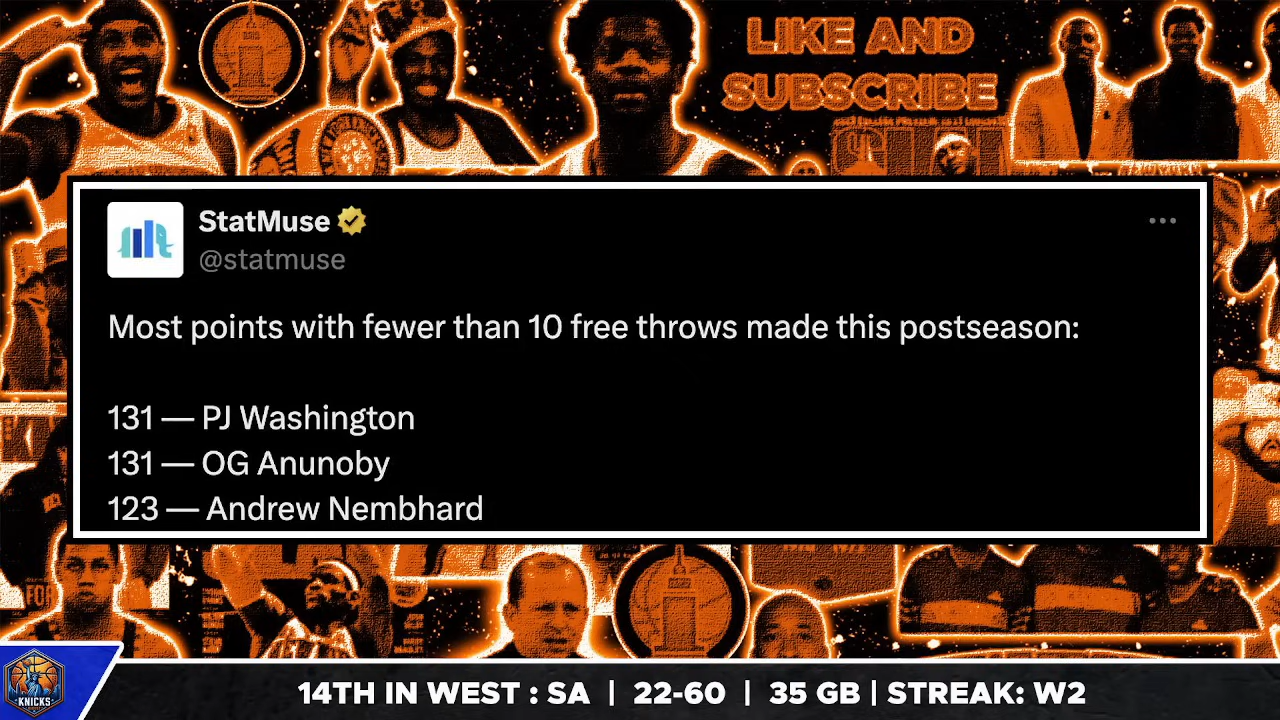 LIKE AND
SUBSCRIBE
StatMuse
@statmuse
Most points with fewer than 10 free throws made this postseason:
131 — PJ Washington
131 — OG Anunoby
123 — Andrew Nembhard
FOR
KNICKS
14TH IN WEST : SA | 22-60 | 35 GB | STREAK: W2